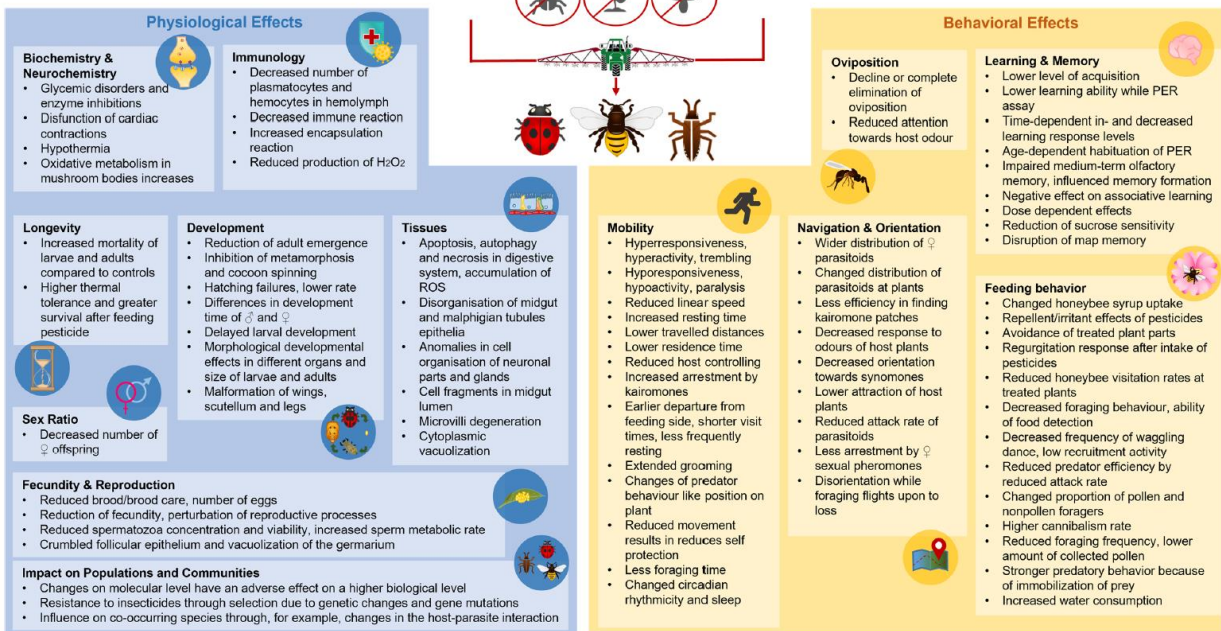 Physiological Effects
Biochemistry &
Neurochemistry
• Glycemic disorders and
enzyme inhibitions
• Disfunction of cardiac
contractions
• Hypothermia
• Oxidative metabolism in
mushroom bodies increases
Immunology
• Decreased number of
plasmatocytes and
hemocytes in hemolymph
• Decreased immune reaction
• Increased encapsulation
reaction
• Reduced production of H₂O₂
Longevity
• Increased mortality of
larvae and adults
compared to controls
• Higher thermal
tolerance and greater
survival after feeding
pesticide
Sex Ratio
• Decreased number of
♀ offspring
Development
• Reduction of adult emergence
• Inhibition of metamorphosis
and cocoon spinning
• Hatching failures, lower rate
• Differences in development
time of ♂ and ♀
• Delayed larval development
• Morphological developmental
effects in different organs and
size of larvae and adults
• Malformation of wings,
scutellum and legs
Tissues
• Apoptosis, autophagy
and necrosis in digestive
system, accumulation of
ROS
• Disorganisation of midgut
and malphigian tubules
epithelia
• Anomalies in cell
organisation of neuronal
parts and glands
• Cell fragments in midgut
lumen
• Microvilli degeneration
• Cytoplasmic
vacuolization
Fecundity & Reproduction
• Reduced brood/brood care, number of eggs
• Reduction of fecundity, perturbation of reproductive processes
• Reduced spermatozoa concentration and viability, increased sperm metabolic rate
• Crumbled follicular epithelium and vacuolization of the germarium
Impact on Populations and Communities
• Changes on molecular level have an adverse effect on a higher biological level
• Resistance to insecticides through selection due to genetic changes and gene mutations
• Influence on co-occurring species through, for example, changes in the host-parasite interaction
Behavioral Effects
Oviposition
• Decline or complete
elimination of
oviposition
• Reduced attention
towards host odour
Learning & Memory
• Lower level of acquisition
• Lower learning ability while PER
assay
• Time-dependent in- and decreased
learning response levels
• Age-dependent habituation of PER
• Impaired medium-term olfactory
memory, influenced memory formation
• Negative effect on associative learning
• Dose dependent effects
• Reduction of sucrose sensitivity
• Disruption of map memory
Mobility
• Hyperresponsiveness,
hyperactivity, trembling
• Hyporesponsiveness,
hypoactivity, paralysis
• Reduced linear speed
• Increased resting time
• Lower travelled distances
• Lower residence time
• Reduced host controlling
• Increased arrestment by
kairomones
• Earlier departure from
feeding side, shorter visit
times, less frequently
resting
• Extended grooming
• Changes of predator
behaviour like position on
plant
• Reduced movement
results in reduces self
protection
• Less foraging time
• Changed circadian
rhythmicity and sleep
Navigation & Orientation
• Wider distribution of ♀
parasitoids
• Changed distribution of
parasitoids at plants
• Less efficiency in finding
kairomone patches
• Decreased response to
odours of host plants
• Decreased orientation
towards synomones
• Lower attraction of host
plants
• Reduced attack rate of
parasitoids
• Less arrestment by ♀
sexual pheromones
• Disorientation while
foraging flights upon to
loss
Feeding behavior
• Changed honeybee syrup uptake
• Repellent/irritant effects of pesticides
• Avoidance of treated plant parts
• Regurgitation response after intake of
pesticides
• Reduced honeybee visitation rates at
treated plants
• Decreased foraging behaviour, ability
of food detection
• Decreased frequency of waggling
dance, low recruitment activity
• Reduced predator efficiency by
reduced attack rate
• Changed proportion of pollen and
nonpollen foragers
• Higher cannibalism rate
• Reduced foraging frequency, lower
amount of collected pollen
• Stronger predatory behavior because
of immobilization of prey
• Increased water consumption